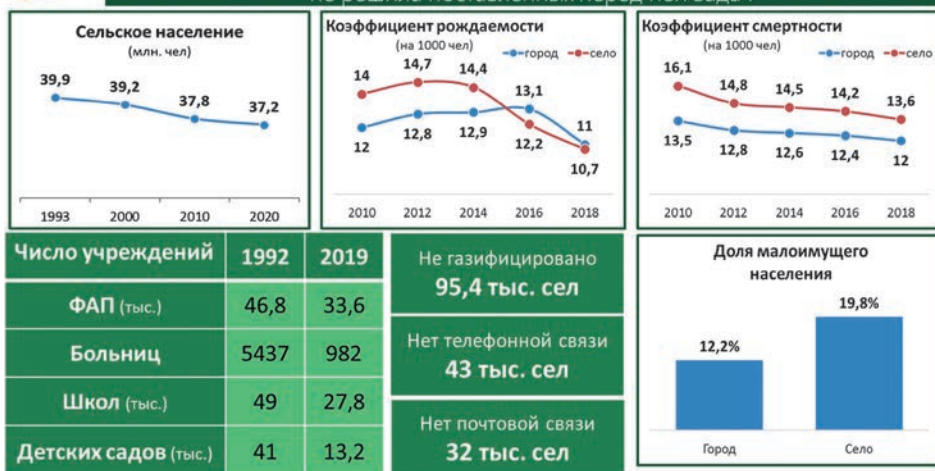 Сельское население
(млн. чел)
39,9
39,2
37,8
37,2
1993 2000 2010 2020
Коэффициент рождаемости
(на 1000 чел)
город село
14
14,7
14,4
13,1
12
12,8
12,9
12,2
11
10,7
2010 2012 2014 2016 2018
Коэффициент смертности
(на 1000 чел)
город село
16,1
14,8
14,5
14,2
13,6
13,5
12,8
12,6
12,4
12
2010 2012 2014 2016 2018
Число учреждений 1992 2019
ФАП (тыс.) 46,8 33,6
Больниц 5437 982
Школ (тыс.) 49 27,8
Детских садов (тыс.) 41 13,2
Не газифицировано
95,4 тыс. сел
Нет телефонной связи
43 тыс. сел
Нет почтовой связи
32 тыс. сел
Доля малоимущего
населения
12,2%
19,8%
Город Село